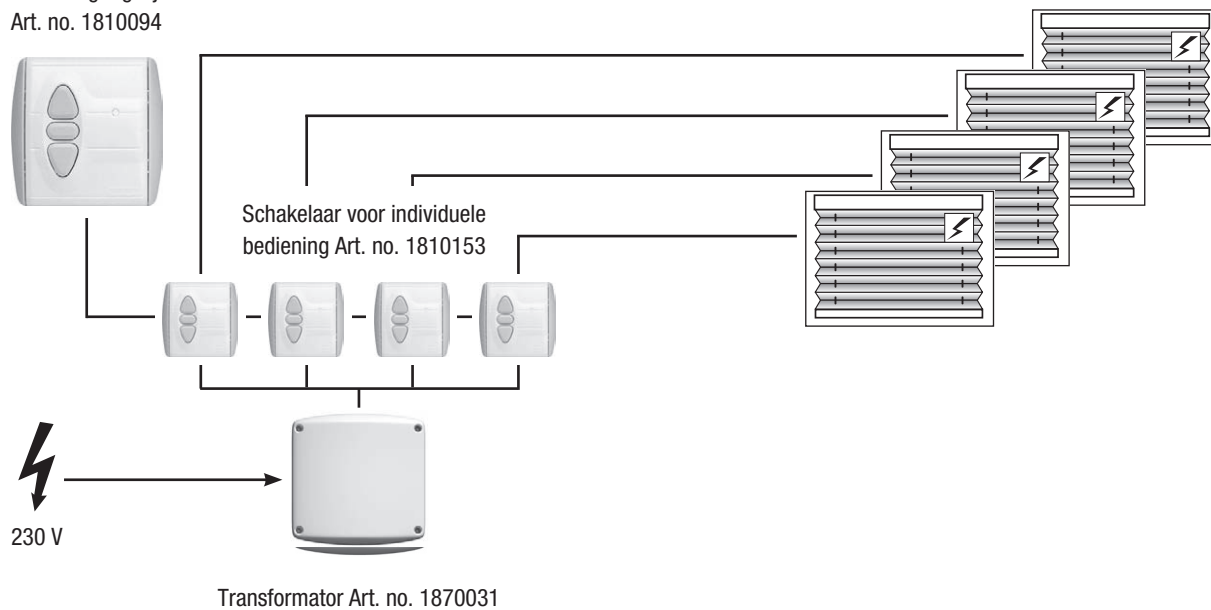 Art. no. 1810094
Schakelaar voor individuele
bediening Art. no. 1810153
230 V
Transformator Art. no. 1870031